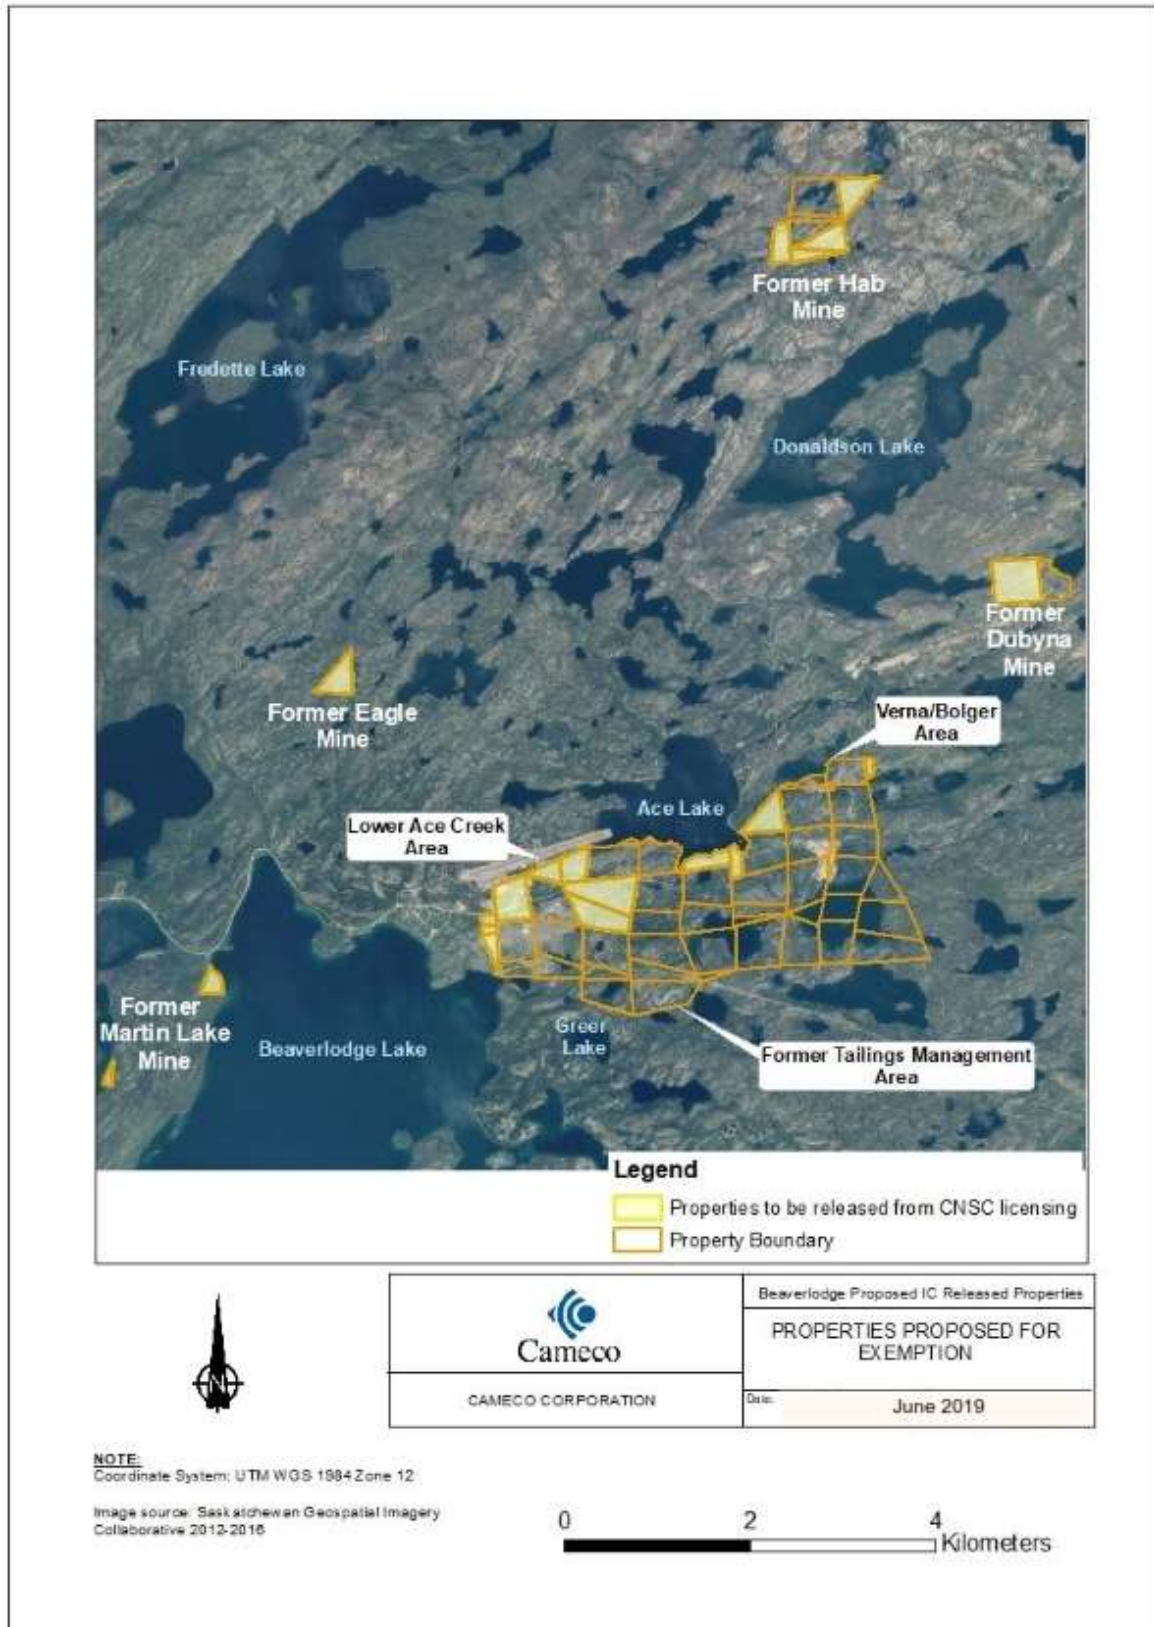 Former Hab
Mine
Fredette Lake
Donaldson Lake
Former
Dubyna
Mine
Former Eagle
Mine
Verna/Bolger
Area
Ace Lake
Lower Ace Creek
Area
Former
Martin Lake
Mine
Beaverlodge Lake
Greer
Lake
Former Tailings Management
Area
Legend
Properties to be released from CNSC licensing
Property Boundary
N
Cameco
CAMECO CORPORATION
Beaverlodge Proposed IC Released Properties
PROPERTIES PROPOSED FOR
EXEMPTION
Date:
June 2019
NOTE:
Coordinate System: UTM WGS 1984 Zone 12
Image source: Saskatchewan Geospatial Imagery
Collaborative 2012-2016
0 2 4
Kilometers